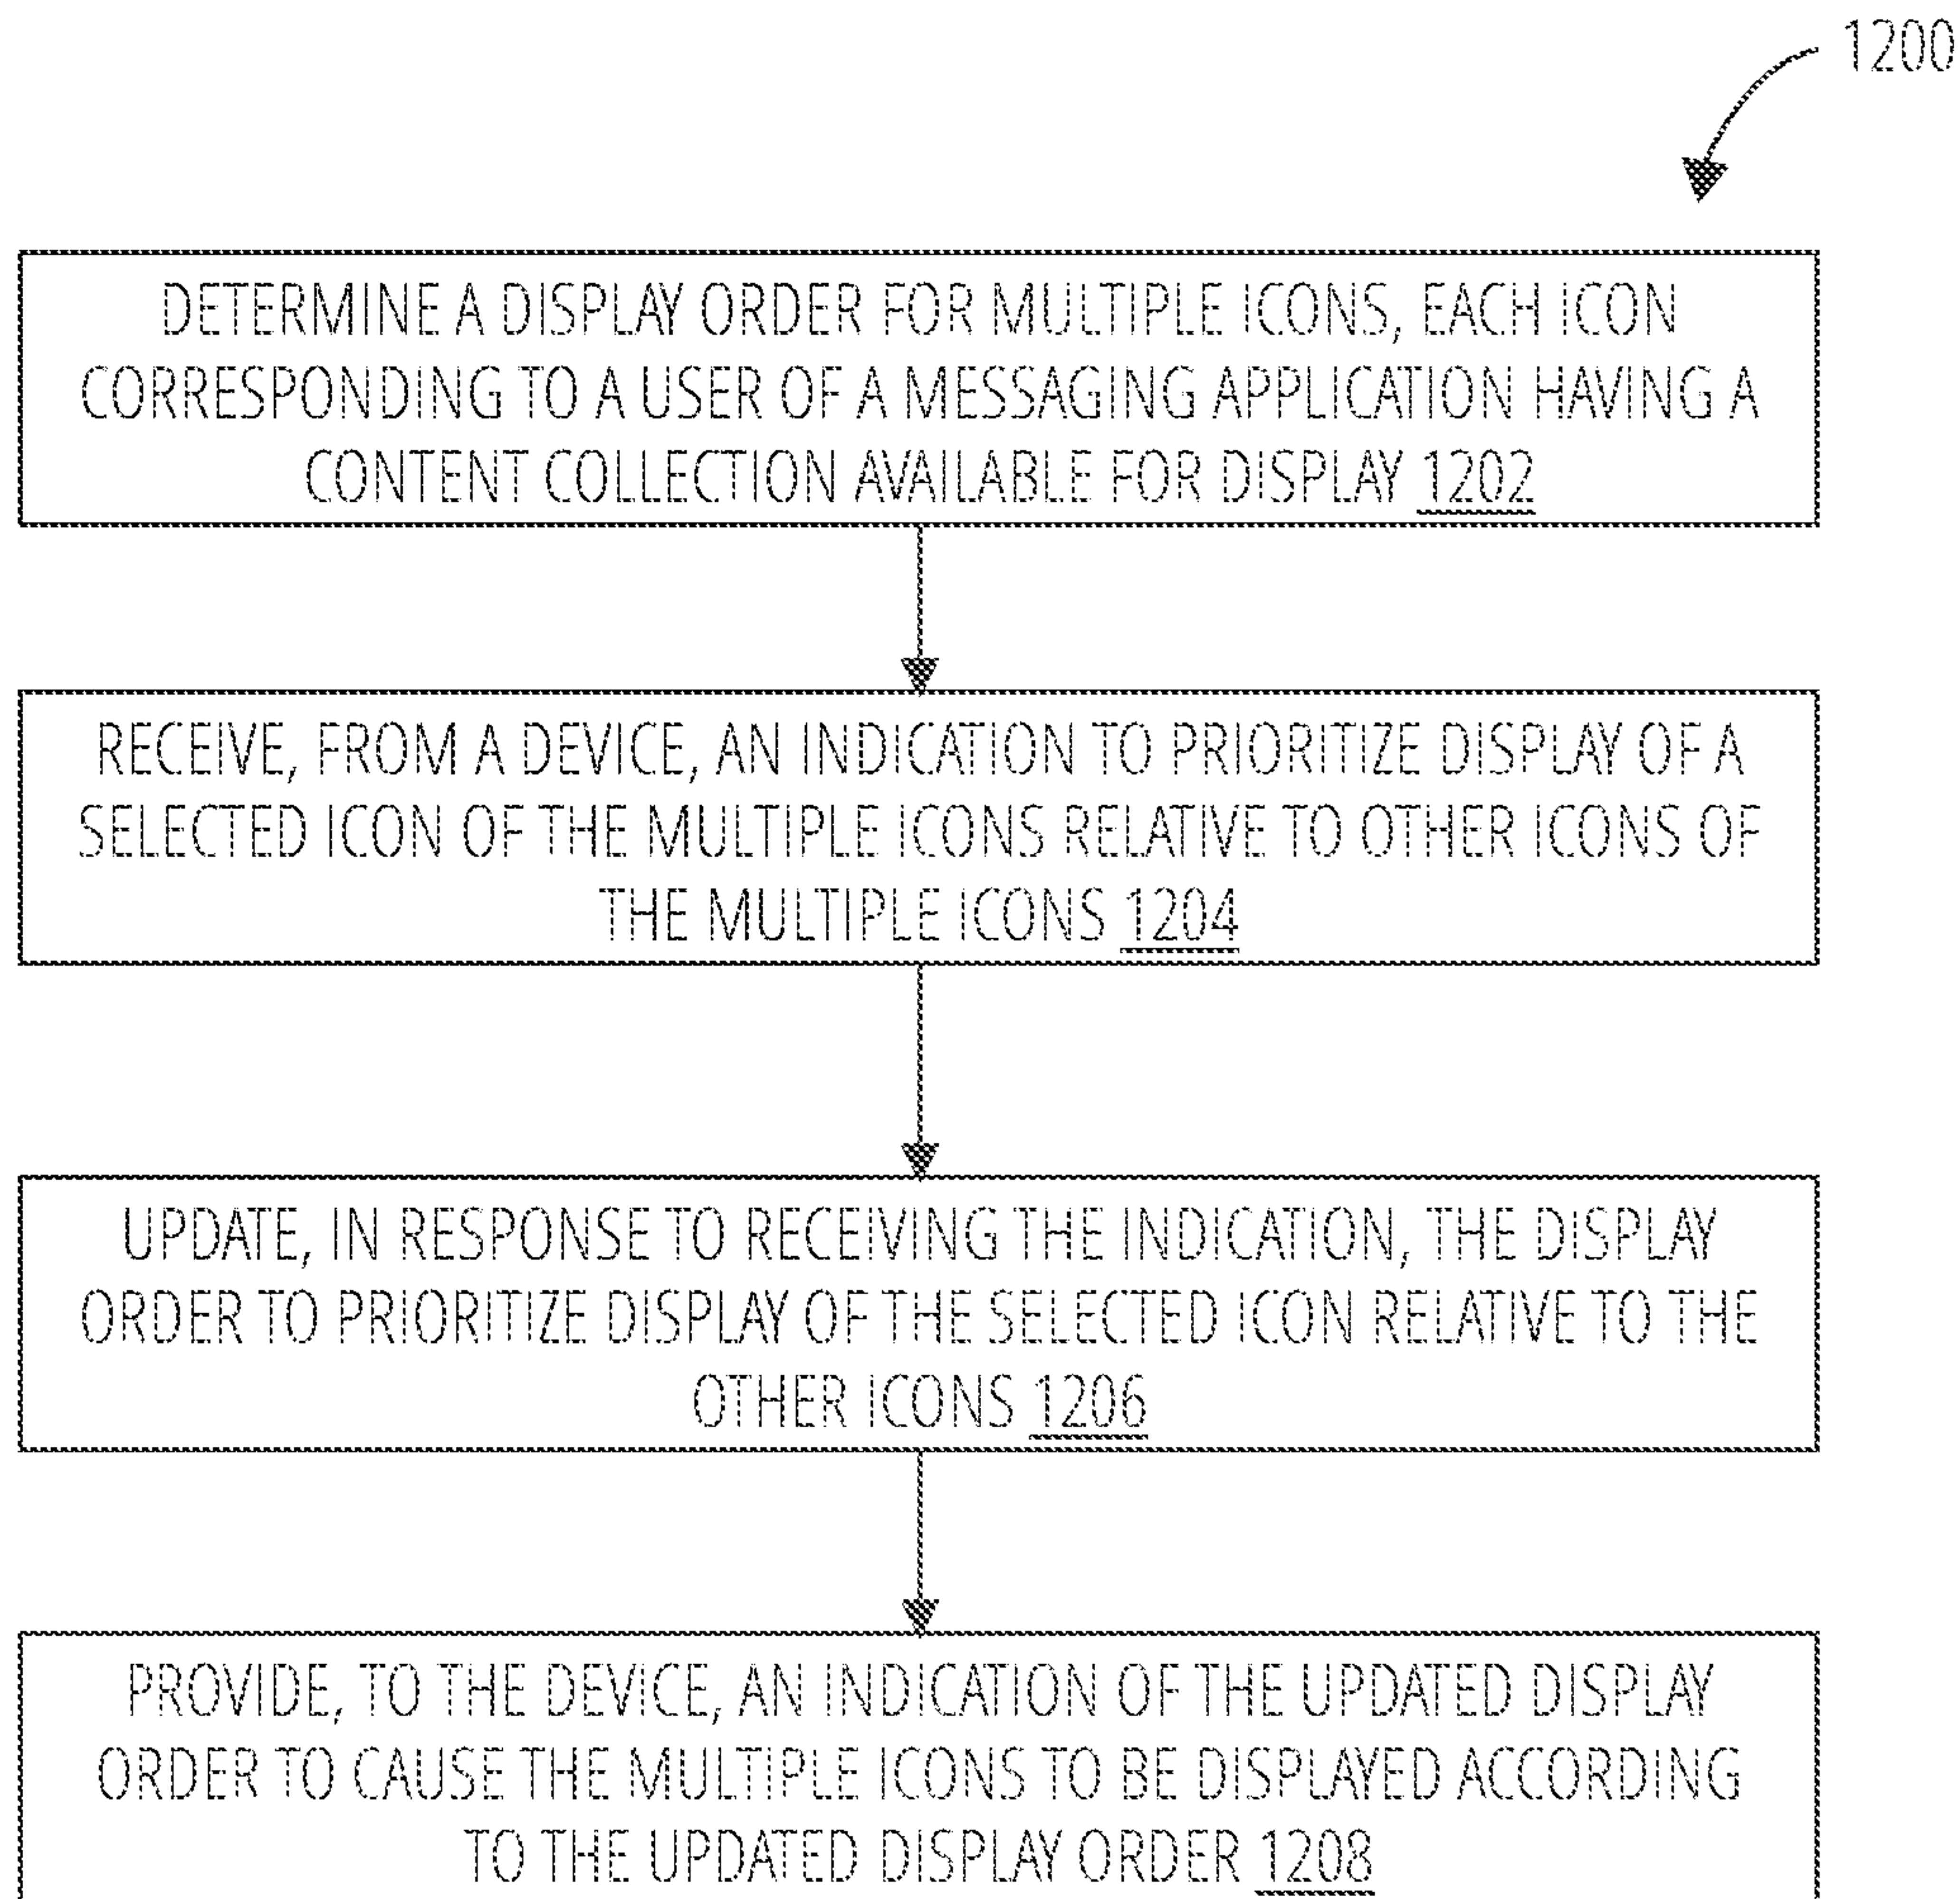 1200
DETERMINE A DISPLAY ORDER FOR MULTIPLE ICONS, EACH ICON
CORRESPONDING TO A USER OF A MESSAGING APPLICATION HAVING A
CONTENT COLLECTION AVAILABLE FOR DISPLAY 1202
RECEIVE, FROM A DEVICE, AN INDICATION TO PRIORITIZE DISPLAY OF A
SELECTED ICON OF THE MULTIPLE ICONS RELATIVE TO OTHER ICONS OF
THE MULTIPLE ICONS 1204
UPDATE, IN RESPONSE TO RECEIVING THE INDICATION, THE DISPLAY
ORDER TO PRIORITIZE DISPLAY OF THE SELECTED ICON RELATIVE TO THE
OTHER ICONS 1206
PROVIDE, TO THE DEVICE, AN INDICATION OF THE UPDATED DISPLAY
ORDER TO CAUSE THE MULTIPLE ICONS TO BE DISPLAYED ACCORDING
TO THE UPDATED DISPLAY ORDER 1208